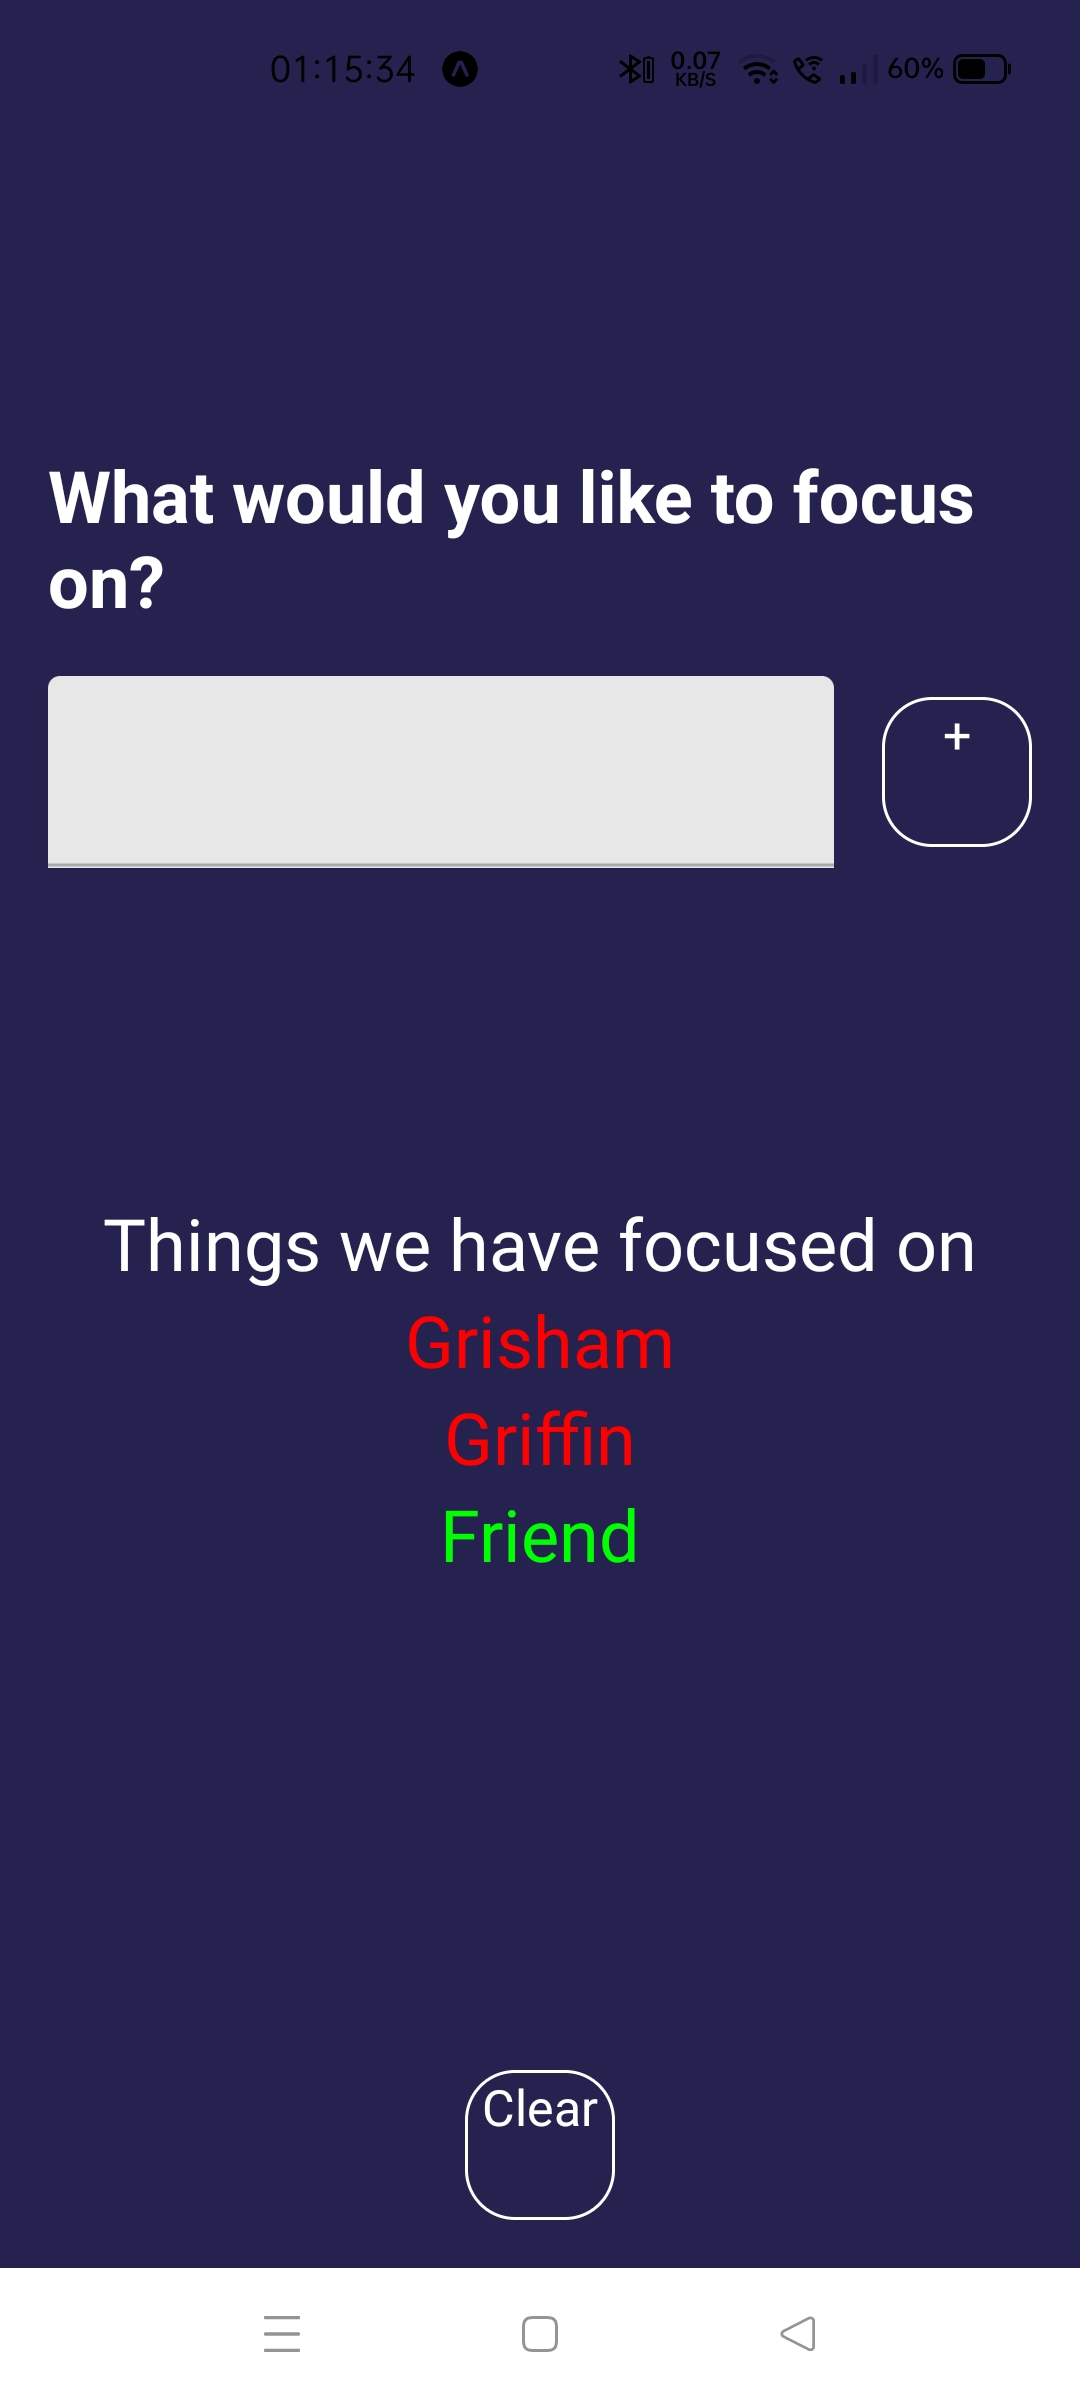 01:15:34
0.07
KB/S
60%
What would you like to focus
on?
+
Things we have focused on
Grisham
Griffin
Friend
Clear